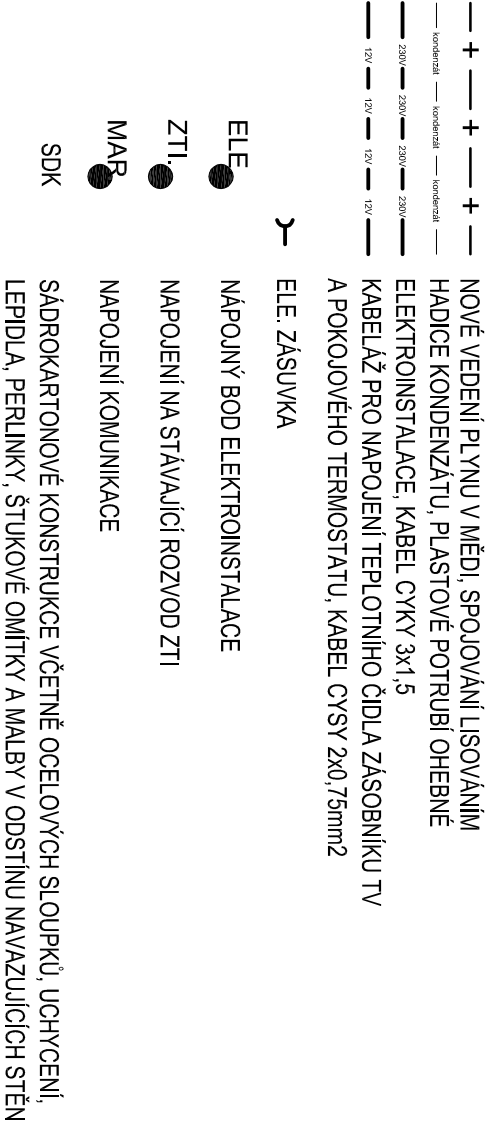 + + + NOVÉ VEDENÍ PLYNU V MĚDI, SPOJOVÁNÍ LISOVÁNÍM
kondenzát kondenzát kondenzát HADICE KONDENZÁTU, PLASTOVÉ POTRUBÍ OHEBNÉ
230V 230V 230V 230V ELEKTROINSTALACE, KABEL CYKY 3x1,5
12V 12V 12V 12V KABELÁŽ PRO NAPOJENÍ TEPLOTNÍHO ČIDLA ZÁSOBNÍKU TV
A POKOJOVÉHO TERMOSTATU, KABEL CYSY 2x0,75mm2
ELE. ZÁSUVKA
ELE. NÁPOJNÝ BOD ELEKTROINSTALACE
ZTI. NAPOJENÍ NA STÁVAJÍCÍ ROZVOD ZTI
MAR NAPOJENÍ KOMUNIKACE
SDK SÁDROKARTONOVÉ KONSTRUKCE VČETNĚ OCELOVÝCH SLOUPKŮ, UCHYCENÍ,
LEPIDLA, PERLINKY, ŠTUKOVÉ OMÍTKY A MALBY V ODSTÍNU NAVAZUJÍCÍCH STĚN